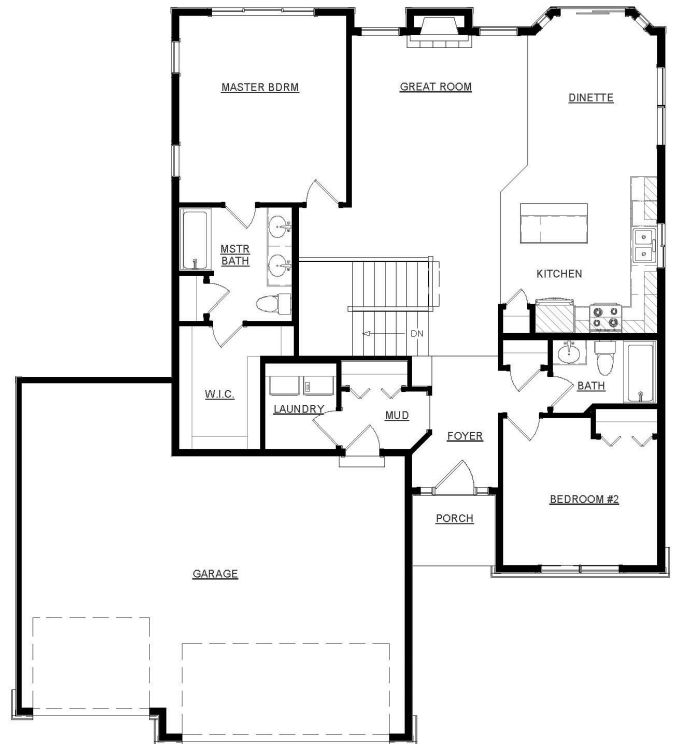 MASTER BDRM
GREAT ROOM
DINETTE
MSTR
BATH
KITCHEN
DN
W.I.C.
LAUNDRY
MUD
BATH
FOYER
BEDROOM #2
PORCH
GARAGE